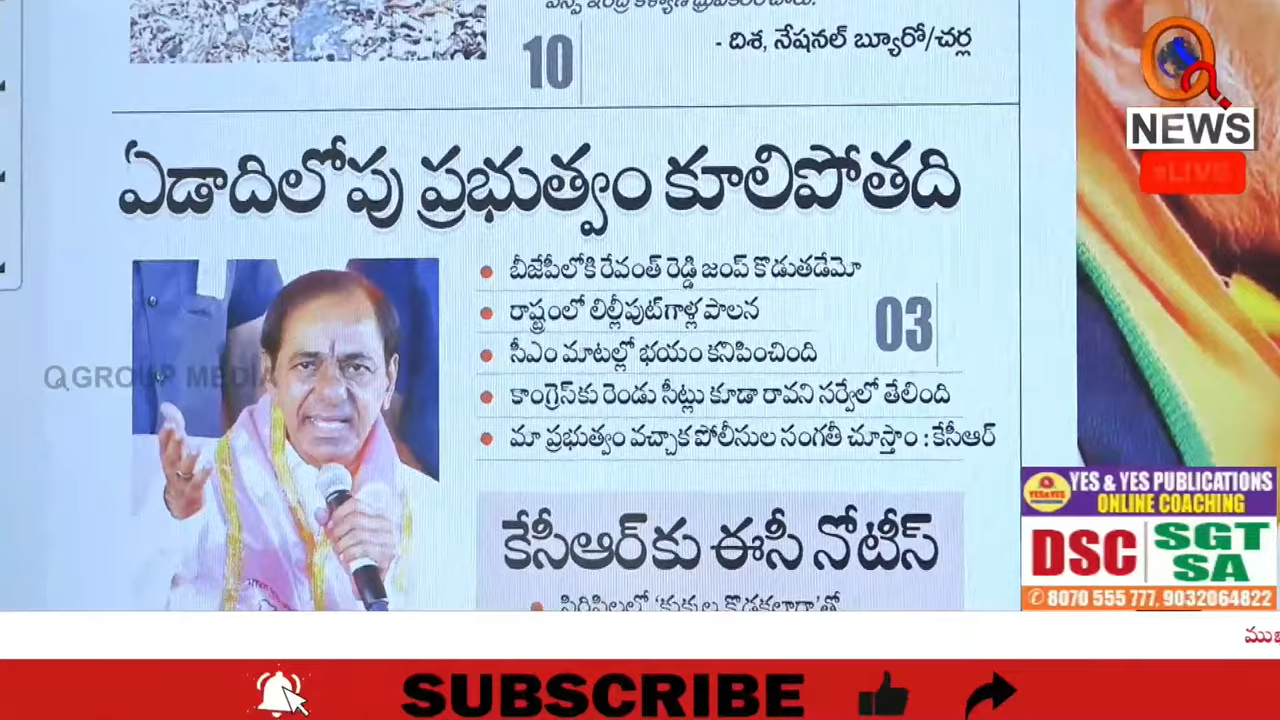 - దిశ, నేషనల్ బ్యూరో/చర్ల
10
ఏడాదిలోపు ప్రభుత్వం కూలిపోతది
• బీజేపీలోకి రేవంత్ రెడ్డి జంప్ కొడుతడేమో
• రాష్ట్రంలో లిల్లీపుట్‌గాళ్ల పాలన
• సీఎం మాటల్లో భయం కనిపించింది
03
• కాంగ్రెస్‌కు రెండు సీట్లు కూడా రావని సర్వేలో తేలింది
• మా ప్రభుత్వం వచ్చాక పోలీసుల సంగతీ చూస్తాం : కేసీఆర్
కేసీఆర్‌కు ఈసీ నోటీస్
Q GROUP MEDIA
NEWS
LIVE
YES & YES PUBLICATIONS
ONLINE COACHING
DSC
SGT
SA
8070 555 777, 9032064822
SUBSCRIBE